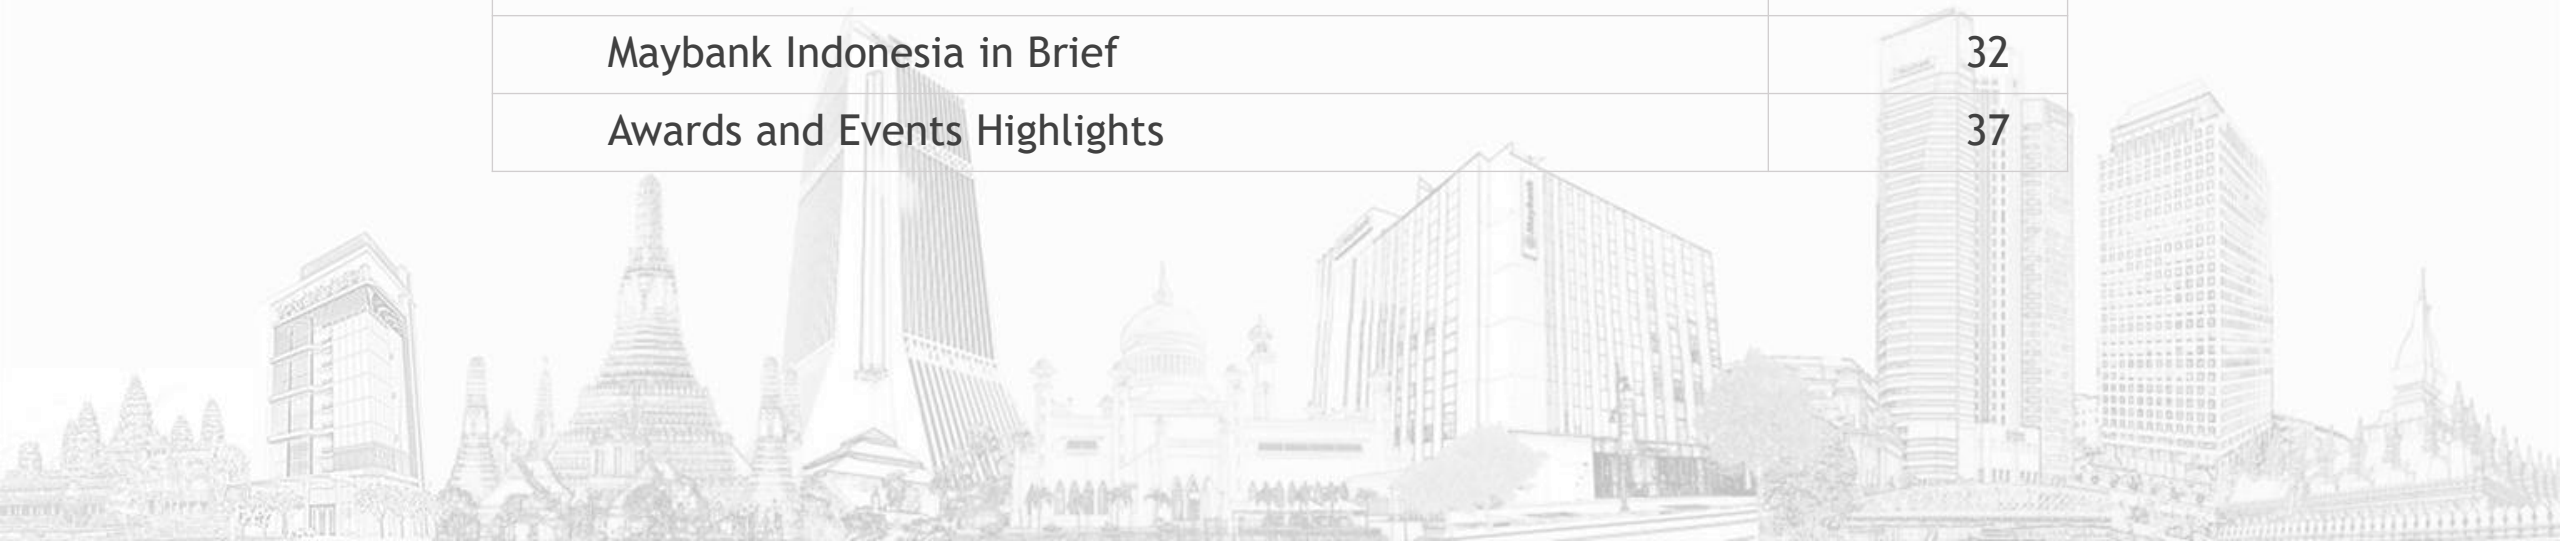 Maybank Indonesia in Brief 32
Awards and Events Highlights 37